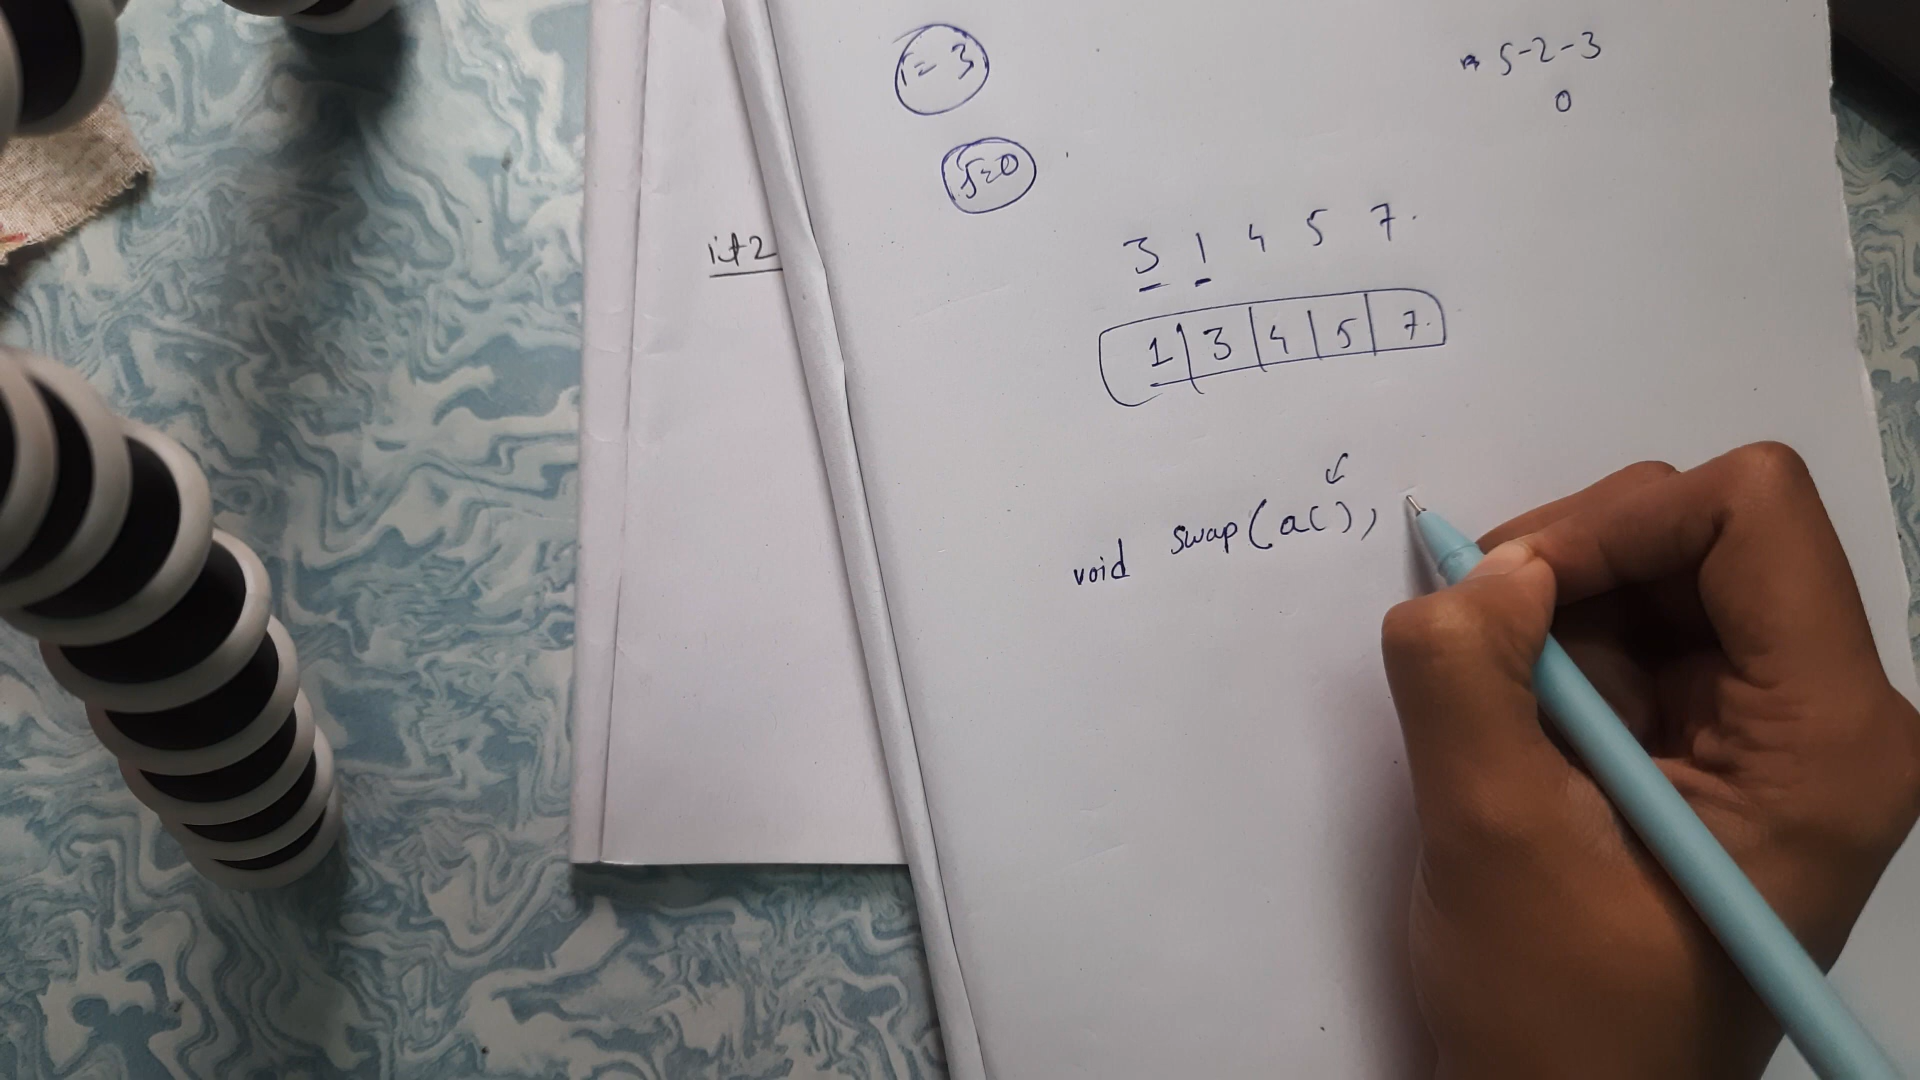 i=3
n 5-2-3
0
j=0
it2
3 1 4 5 7.
1 3 4 5 7.
void swap(a[],